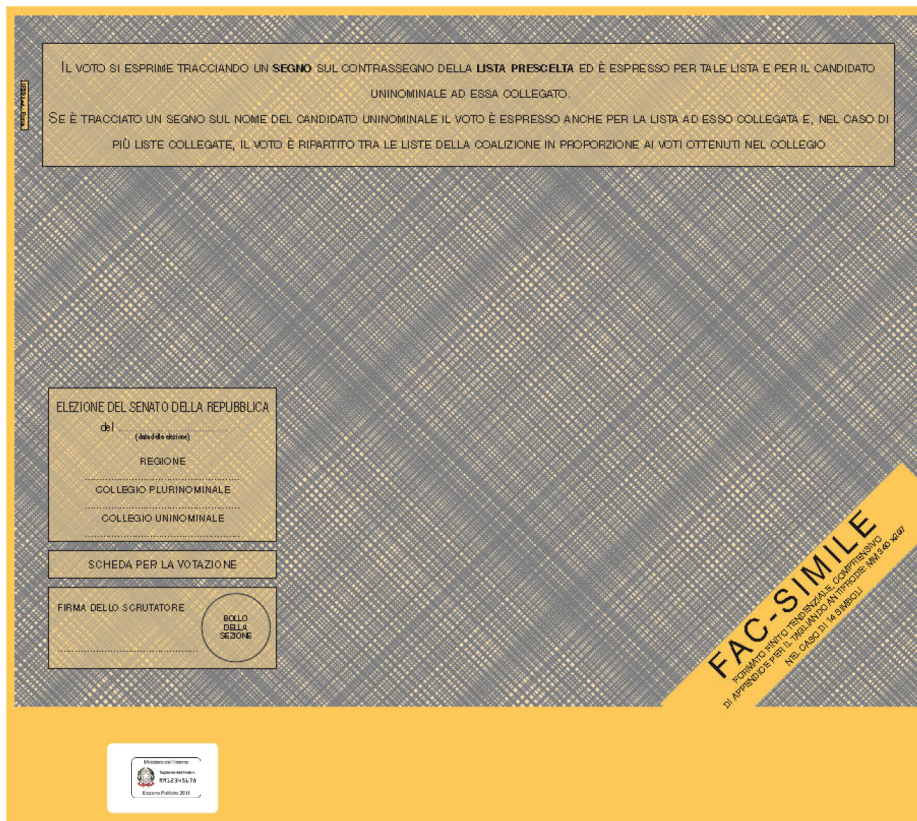 IL VOTO SI ESPRIME TRACCIANDO UN SEGNO SUL CONTRASSEGNO DELLA LISTA PRESCELTA ED È ESPRESSO PER TALE LISTA E PER IL CANDIDATO
UNINOMINALE AD ESSA COLLEGATO.
SE È TRACCIATO UN SEGNO SUL NOME DEL CANDIDATO UNINOMINALE IL VOTO È ESPRESSO ANCHE PER LA LISTA AD ESSO COLLEGATA E, NEL CASO DI
PIÙ LISTE COLLEGATE, IL VOTO È RIPARTITO TRA LE LISTE DELLA COALIZIONE IN PROPORZIONE AI VOTI OTTENUTI NEL COLLEGIO
ELEZIONE DEL SENATO DELLA REPUBBLICA
del ..............................
(data della elezione)
REGIONE
COLLEGIO PLURINOMINALE
COLLEGIO UNINOMINALE
SCHEDA PER LA VOTAZIONE
FIRMA DELLO SCRUTATORE
BOLLO
DELLA
SEZIONE
FAC-SIMILE
FORMATO FINITO TENDENZIALE, COMPRENSIVO
DI APPENDICE PER IL TAGLIANDO ANTIFRODE: MM 340 x297
NEL CASO DI 14 SIMBOLI
Ministero dell'Interno
Tagliando Antifrode n.
RM12345678
Elezione Politiche 2018